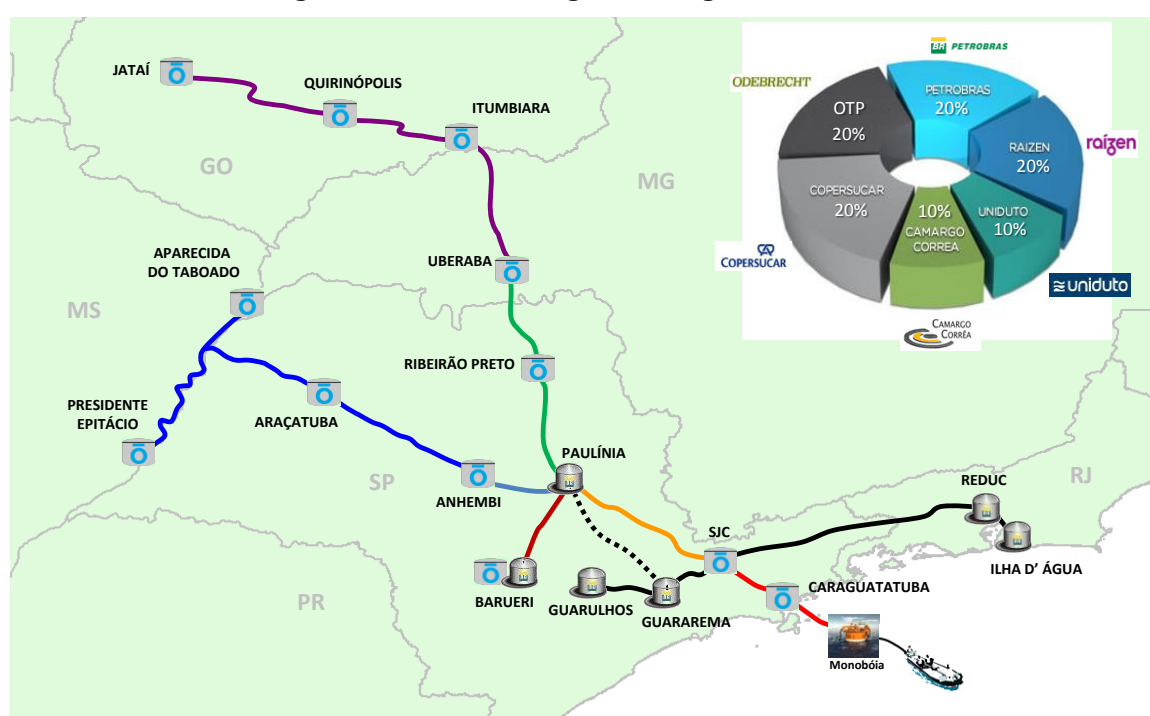 JATAÍ
QUIRINÓPOLIS
ITUMBIARA
GO
MG
APARECIDA
DO TABOADO
UBERABA
MS
RIBEIRÃO PRETO
PRESIDENTE
EPITÁCIO
ARAÇATUBA
PAULÍNIA
SP
ANHEMBI
REDUC
RJ
SJC
ILHA D' ÁGUA
BARUERI
GUARULHOS
GUARAREMA
CARAGUATATUBA
PR
Monobóia
BR PETROBRAS
ODEBRECHT
PETROBRAS
20%
OTP
20%
RAIZEN
20%
raízen
COPERSUCAR
20%
10%
CAMARGO
CORREA
UNIDUTO
10%
COPERSUCAR
uniduto
CAMARGO
CORRÊA